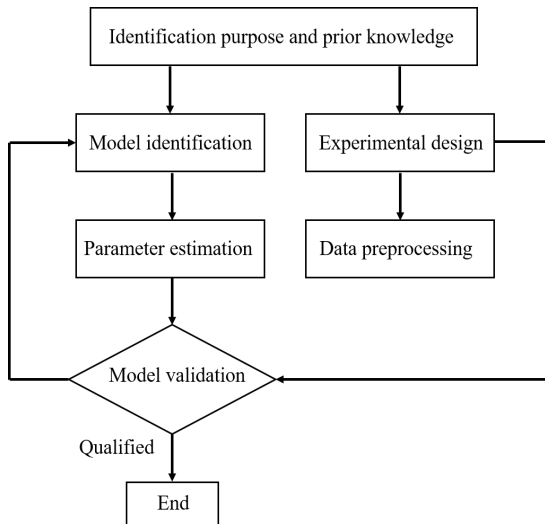 Identification purpose and prior knowledge
Model identification
Experimental design
Parameter estimation
Data preprocessing
Model validation
Qualified
End